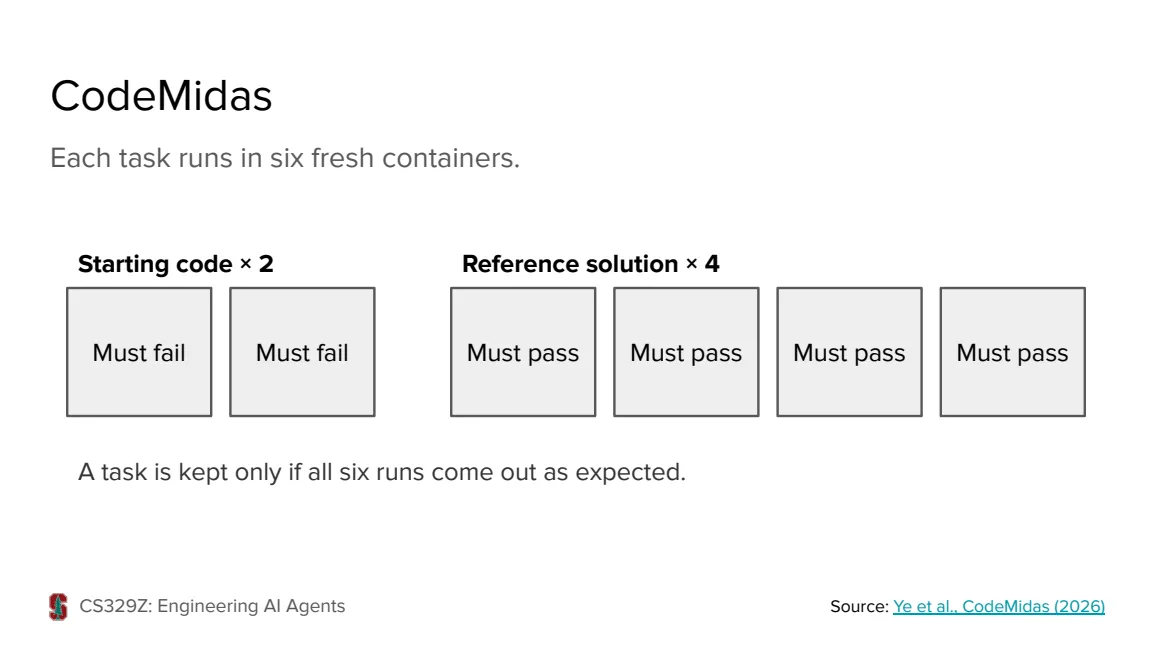 CodeMidas
Each task runs in six fresh containers.
Starting code × 2
Reference solution × 4
Must fail
Must fail
Must pass
Must pass
Must pass
Must pass
A task is kept only if all six runs come out as expected.
CS329Z: Engineering AI Agents
Source: Ye et al., CodeMidas (2026)